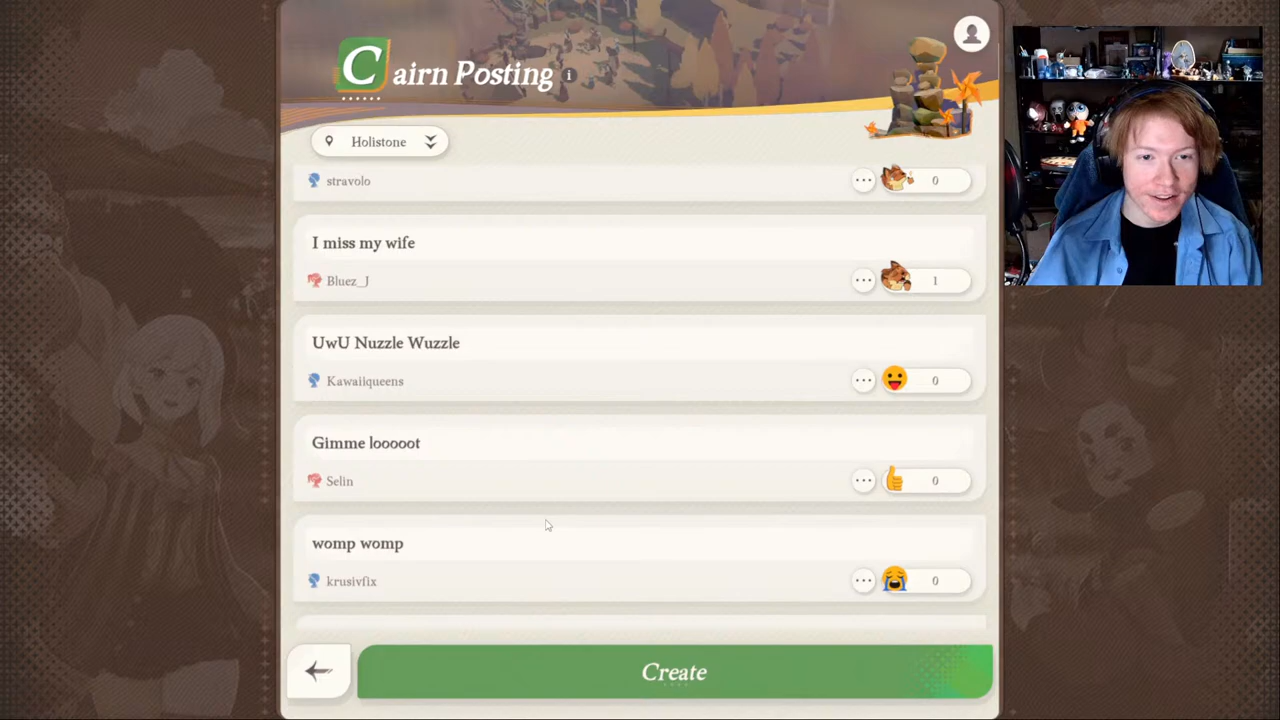 Cairn Posting
Holistone
stravolo
0
I miss my wife
Bluez_J
1
UwU Nuzzle Wuzzle
Kawaiiqueens
0
Gimme looooot
Selin
0
womp womp
krusivfix
0
Create